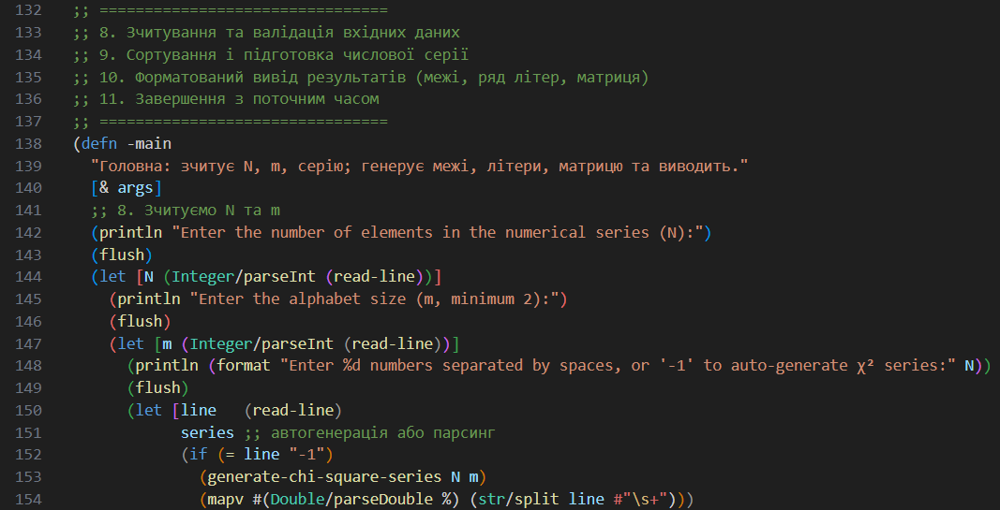 132 ;; ================================
133 ;; 8. Зчитування та валідація вхідних даних
134 ;; 9. Сортування і підготовка числової серії
135 ;; 10. Форматований вивід результатів (межі, ряд літер, матриця)
136 ;; 11. Завершення з поточним часом
137 ;; ================================
138 (defn -main
139   "Головна: зчитує N, m, серію; генерує межі, літери, матрицю та виводить."
140   [& args]
141   ;; 8. Зчитуємо N та m
142   (println "Enter the number of elements in the numerical series (N):")
143   (flush)
144   (let [N (Integer/parseInt (read-line))]
145     (println "Enter the alphabet size (m, minimum 2):")
146     (flush)
147     (let [m (Integer/parseInt (read-line))]
148       (println (format "Enter %d numbers separated by spaces, or '-1' to auto-generate χ² series:" N))
149       (flush)
150       (let [line   (read-line)
151             series ;; автогенерація або парсинг
152             (if (= line "-1")
153               (generate-chi-square-series N m)
154               (mapv #(Double/parseDouble %) (str/split line #"\s+")))